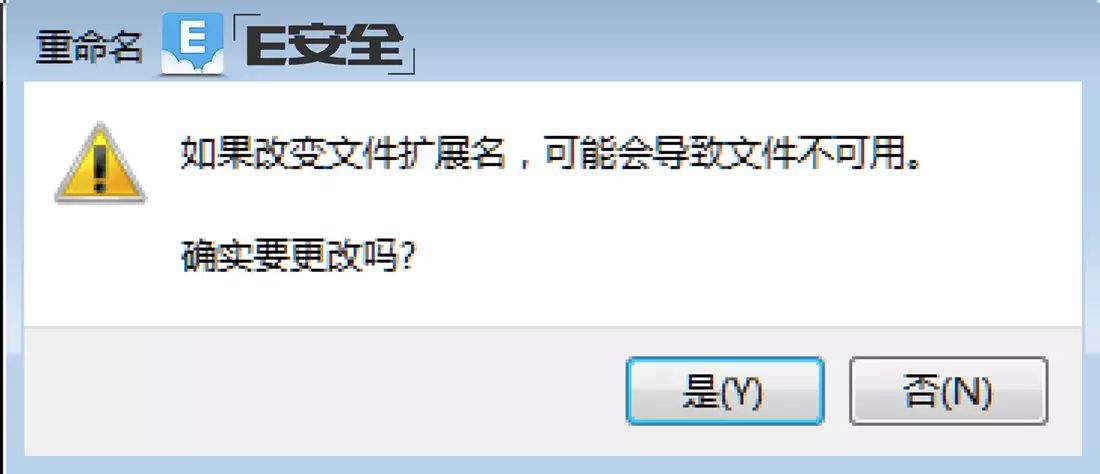 重命名
E
E安全
如果改变文件扩展名，可能会导致文件不可用。
确实要更改吗?
是(Y)
否(N)